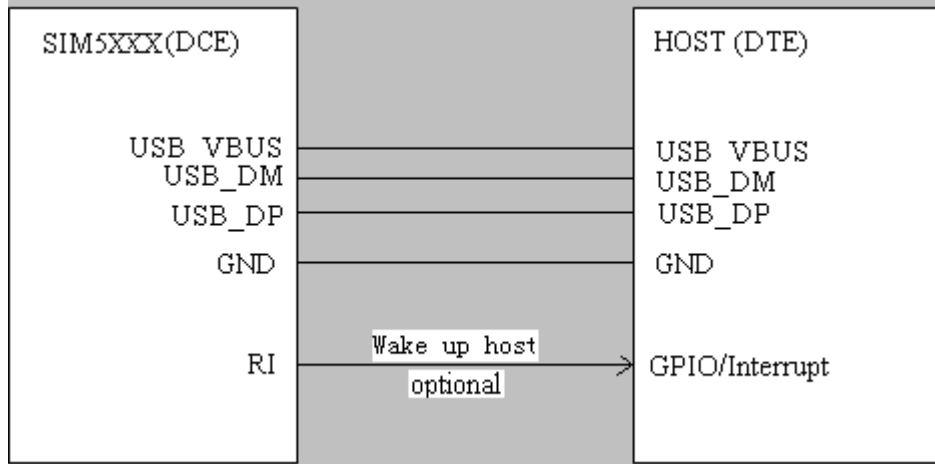 SIM5XXX(DCE)
HOST (DTE)
USB_VBUS
USB_VBUS
USB_DM
USB_DM
USB_DP
USB_DP
GND
GND
Wake up host
RI
GPIO/Interrupt
optional